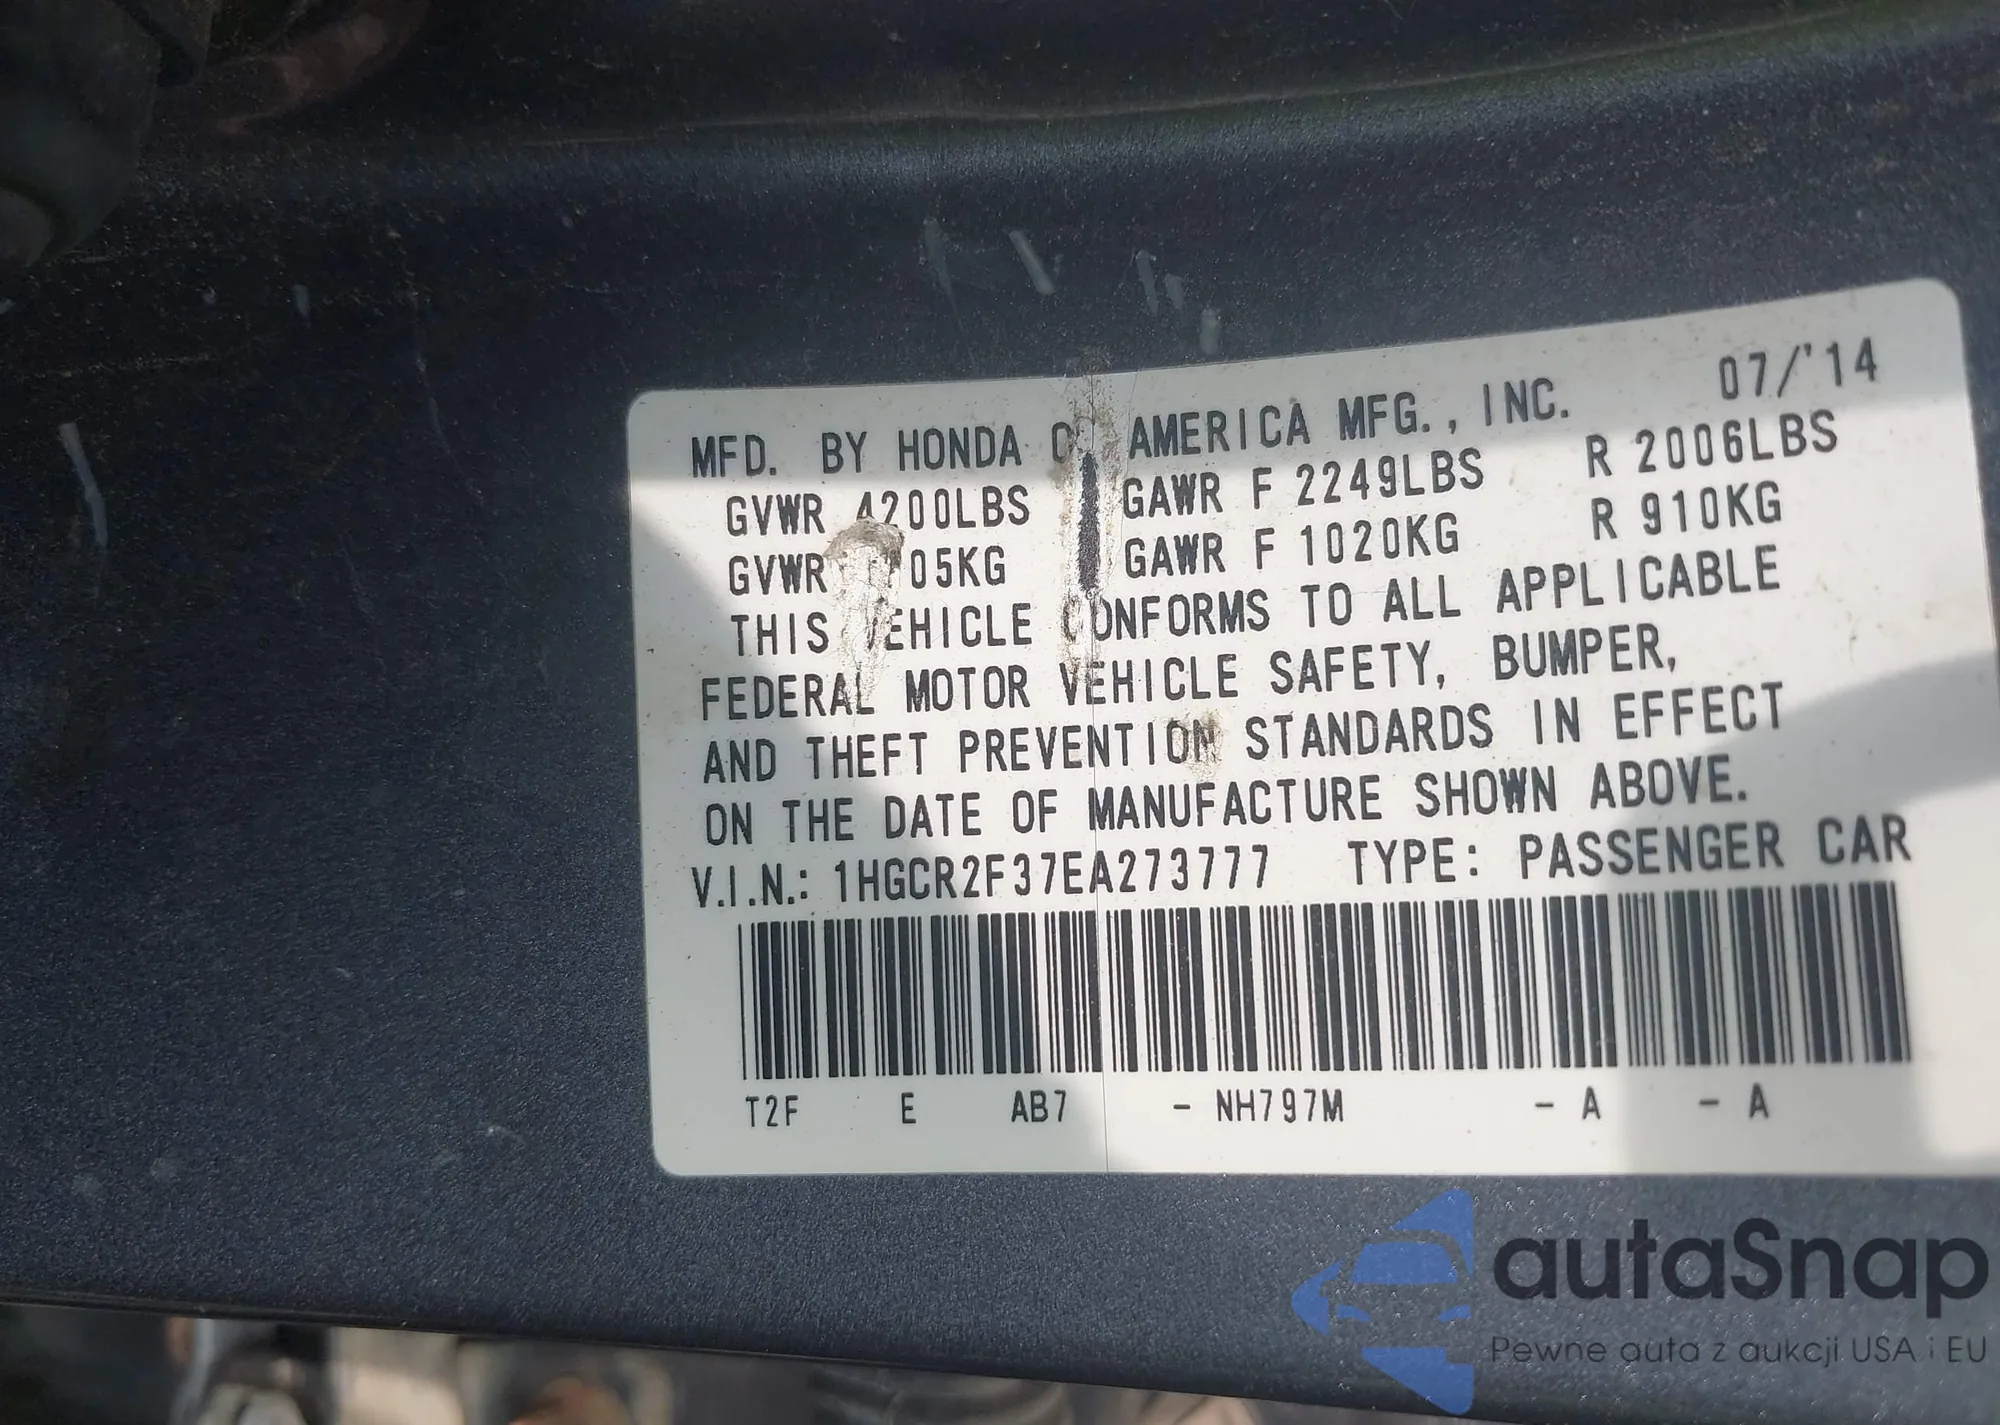 07/'14
MFD. BY HONDA AMERICA MFG., INC.
GVWR 4200LBS GAWR F 2249LBS R 2006LBS
GVWR GAWR F 1020KG R 910KG
THIS VEHICLE CONFORMS TO ALL APPLICABLE
FEDERAL MOTOR VEHICLE SAFETY, BUMPER,
AND THEFT PREVENTION STANDARDS IN EFFECT
ON THE DATE OF MANUFACTURE SHOWN ABOVE.
V.I.N.: 1HGCR2F37EA273777 TYPE: PASSENGER CAR
T2F E AB7 - NH797M - A - A
autaSnap
Pewne auta z aukcji USA i EU